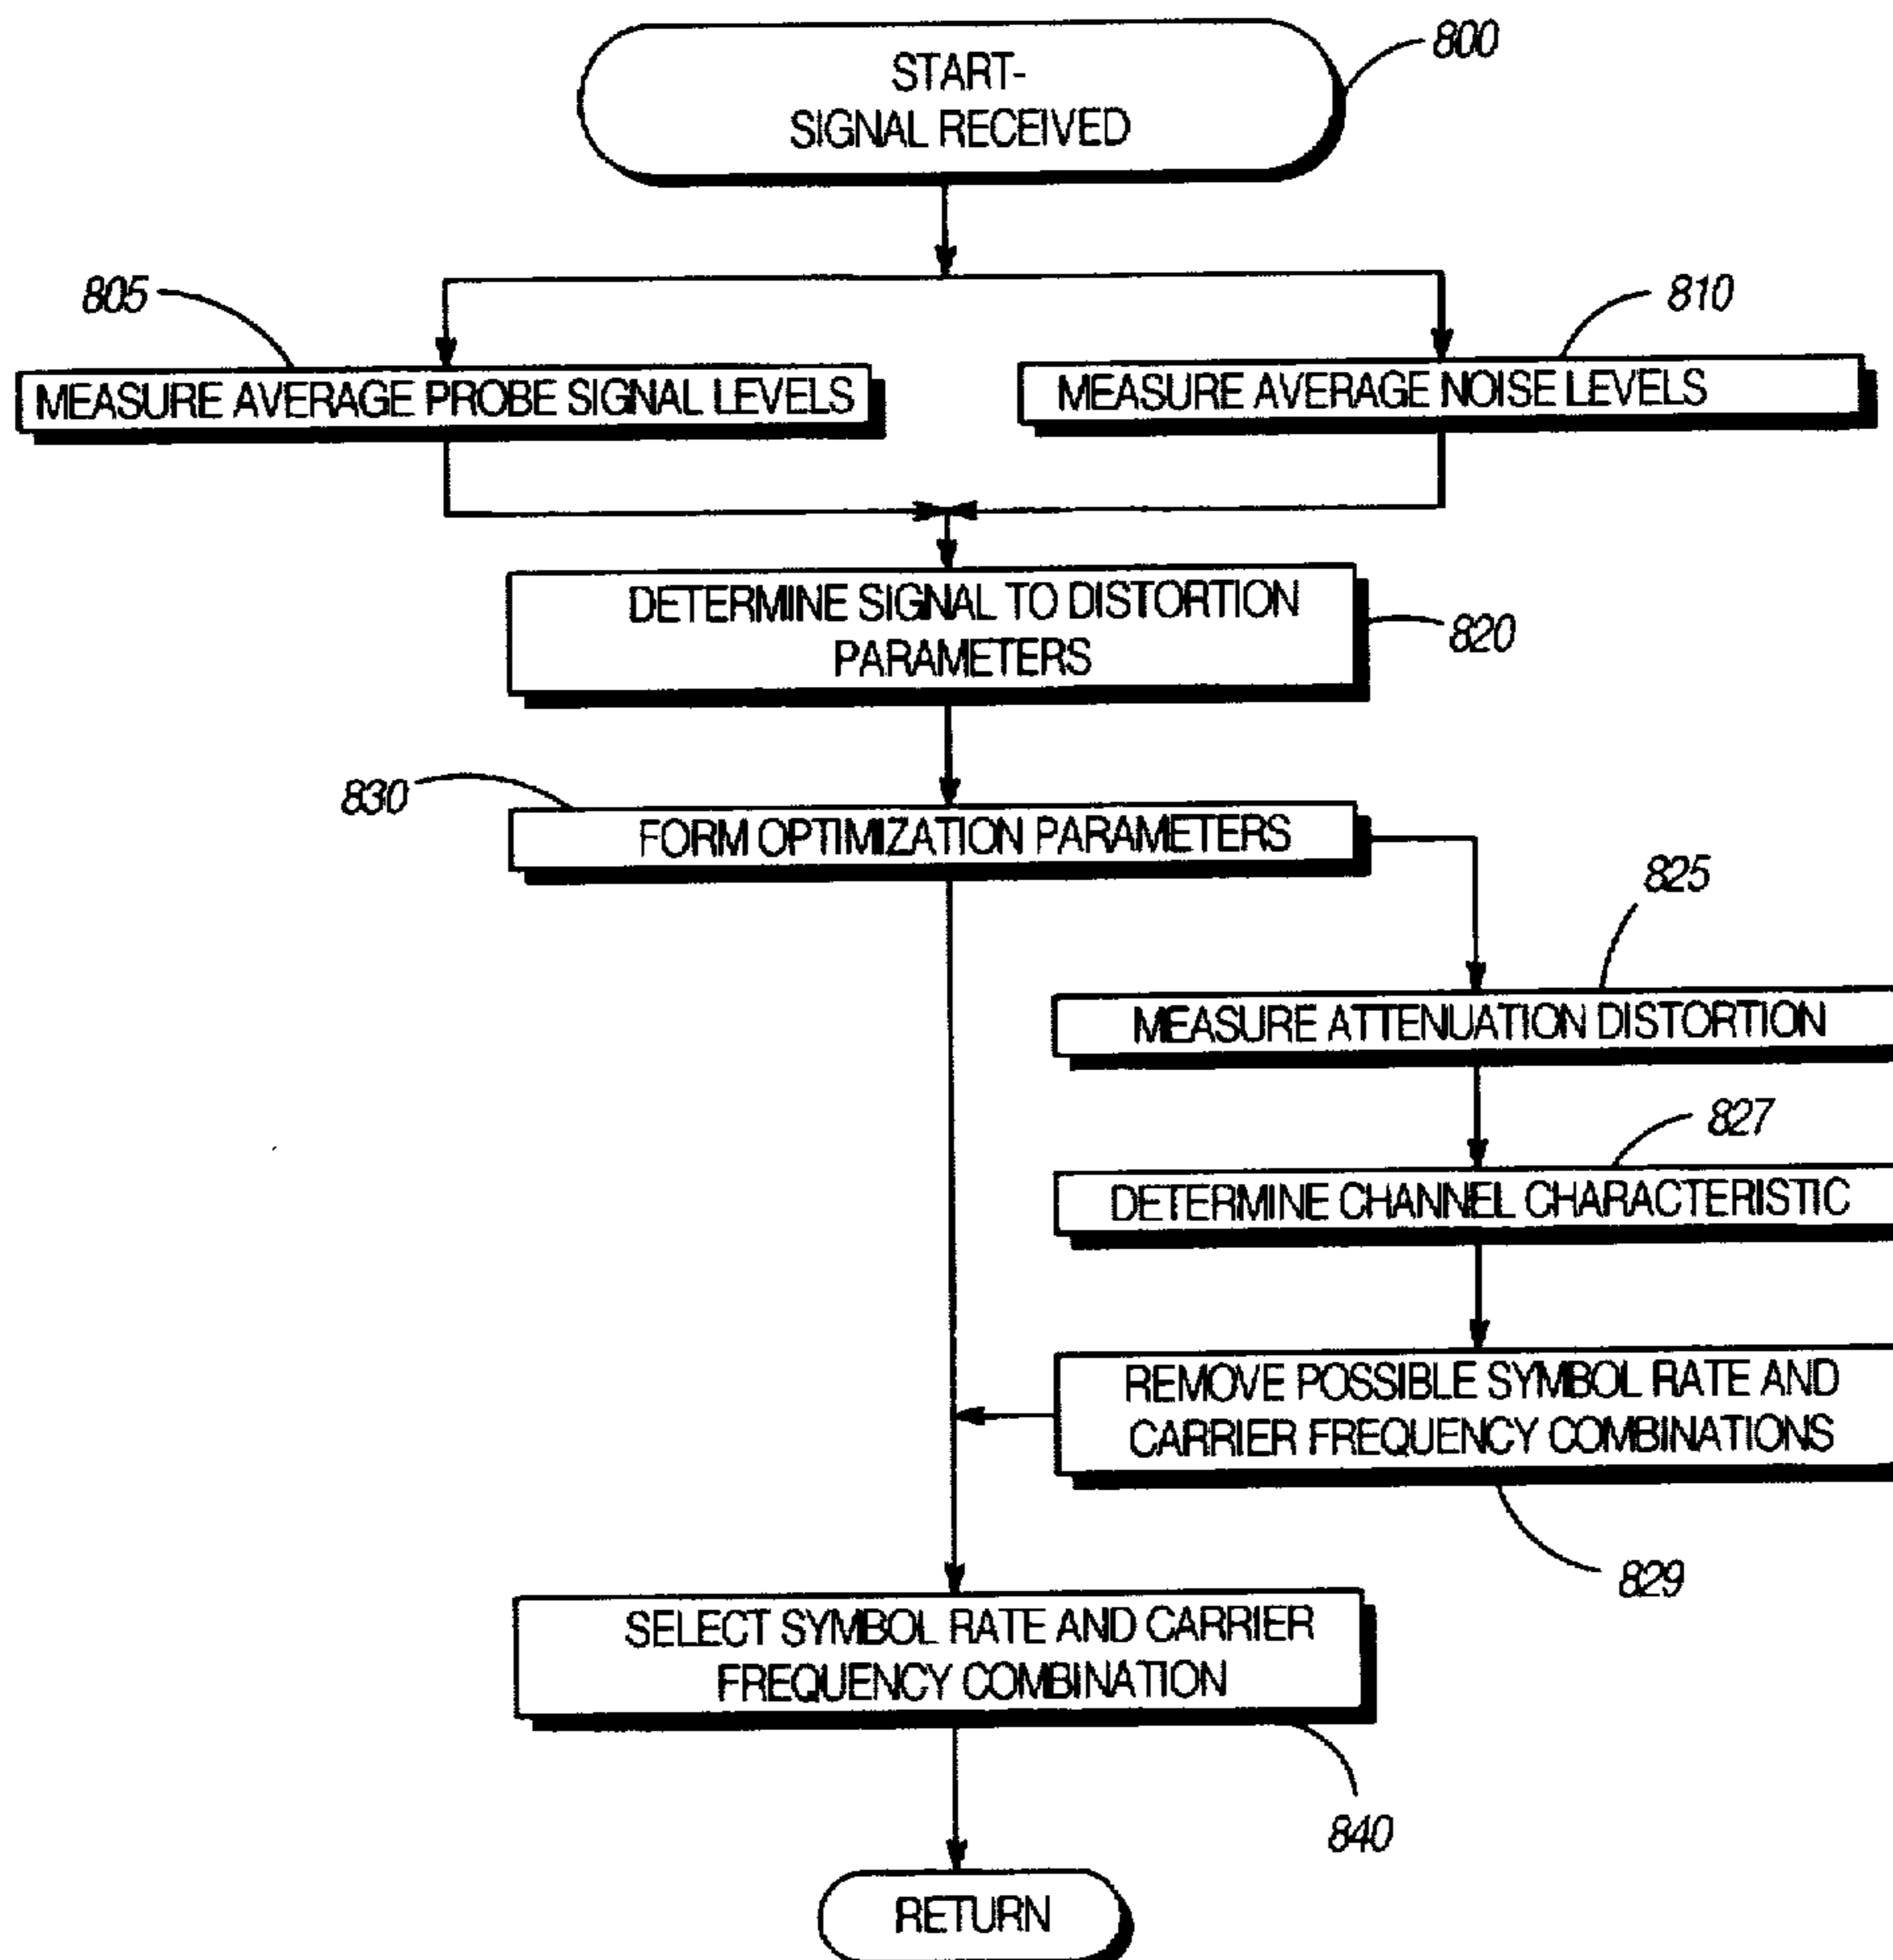 START-
SIGNAL RECEIVED
800
805
810
MEASURE AVERAGE PROBE SIGNAL LEVELS
MEASURE AVERAGE NOISE LEVELS
DETERMINE SIGNAL TO DISTORTION
PARAMETERS
820
830
FORM OPTIMIZATION PARAMETERS
825
MEASURE ATTENUATION DISTORTION
827
DETERMINE CHANNEL CHARACTERISTIC
REMOVE POSSIBLE SYMBOL RATE AND
CARRIER FREQUENCY COMBINATIONS
829
SELECT SYMBOL RATE AND CARRIER
FREQUENCY COMBINATION
840
RETURN